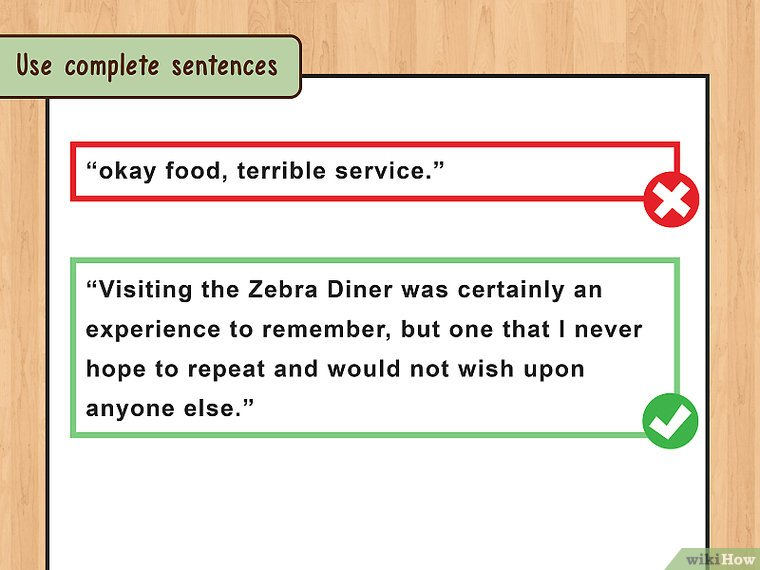 Use complete sentences
“okay food, terrible service.”
“Visiting the Zebra Diner was certainly an
experience to remember, but one that I never
hope to repeat and would not wish upon
anyone else.”
wikiHow